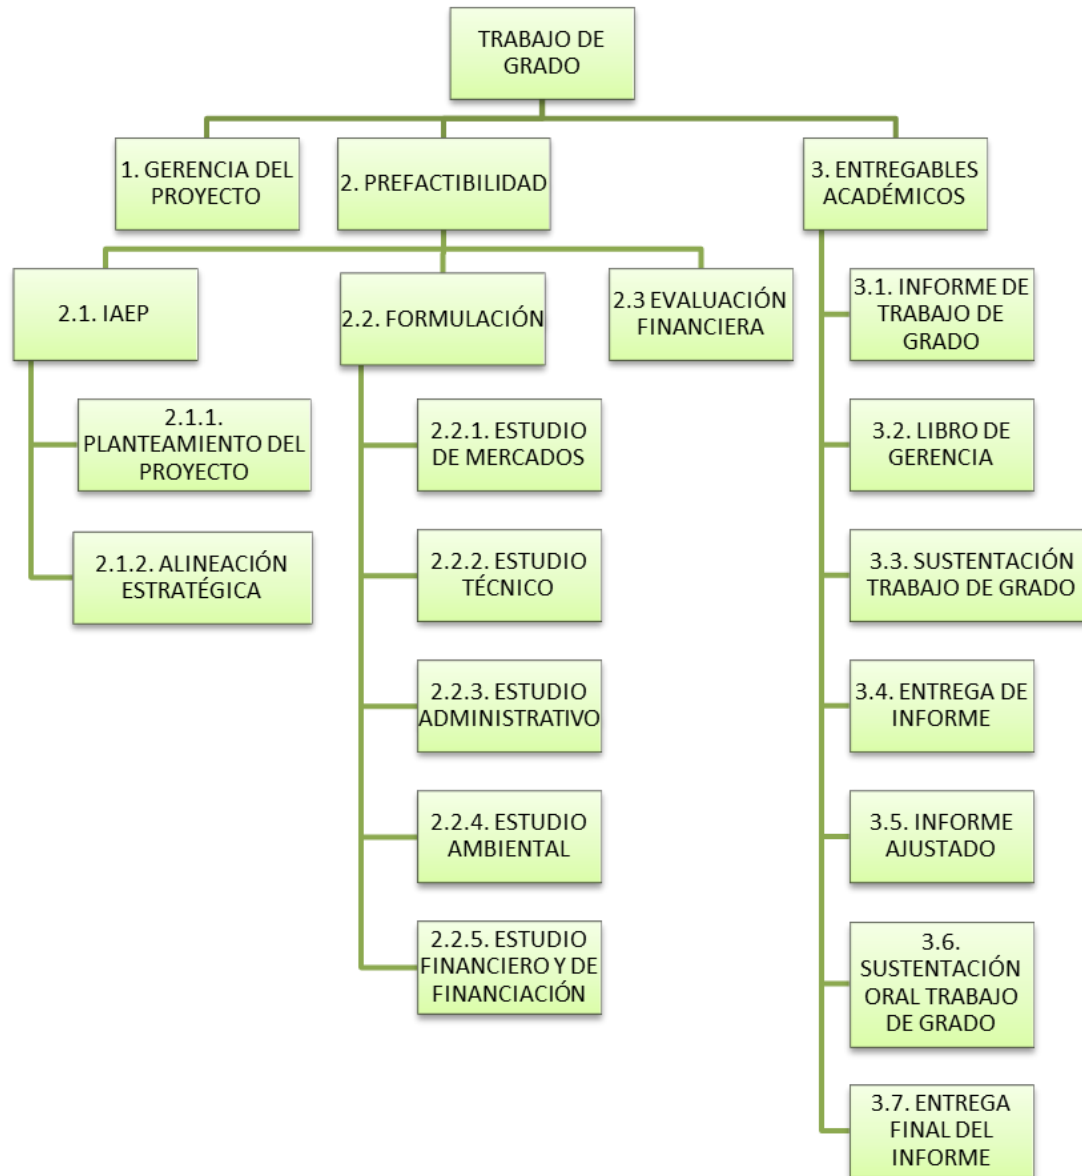 TRABAJO DE
GRADO
1. GERENCIA DEL
PROYECTO
2. PREFACTIBILIDAD
3. ENTREGABLES
ACADÉMICOS
2.1. IAEP
2.1.1.
PLANTEAMIENTO DEL
PROYECTO
2.1.2. ALINEACIÓN
ESTRATÉGICA
2.2. FORMULACIÓN
2.2.1. ESTUDIO
DE MERCADOS
2.2.2. ESTUDIO
TÉCNICO
2.2.3. ESTUDIO
ADMINISTRATIVO
2.2.4. ESTUDIO
AMBIENTAL
2.2.5. ESTUDIO
FINANCIERO Y DE
FINANCIACIÓN
2.3 EVALUACIÓN
FINANCIERA
3.1. INFORME DE
TRABAJO DE
GRADO
3.2. LIBRO DE
GERENCIA
3.3. SUSTENTACIÓN
TRABAJO DE GRADO
3.4. ENTREGA DE
INFORME
3.5. INFORME
AJUSTADO
3.6.
SUSTENTACIÓN
ORAL TRABAJO
DE GRADO
3.7. ENTREGA
FINAL DEL
INFORME